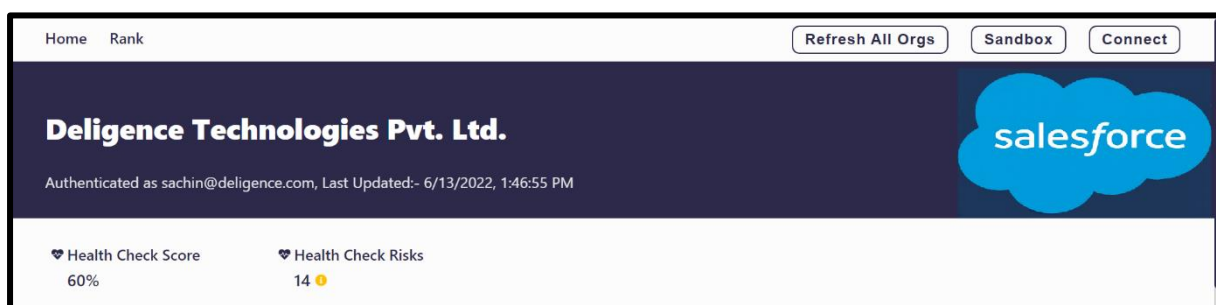 Home Rank Refresh All Orgs Sandbox Connect
Deligence Technologies Pvt. Ltd.
salesforce
Authenticated as sachin@deligence.com, Last Updated:- 6/13/2022, 1:46:55 PM
Health Check Score Health Check Risks
60% 14